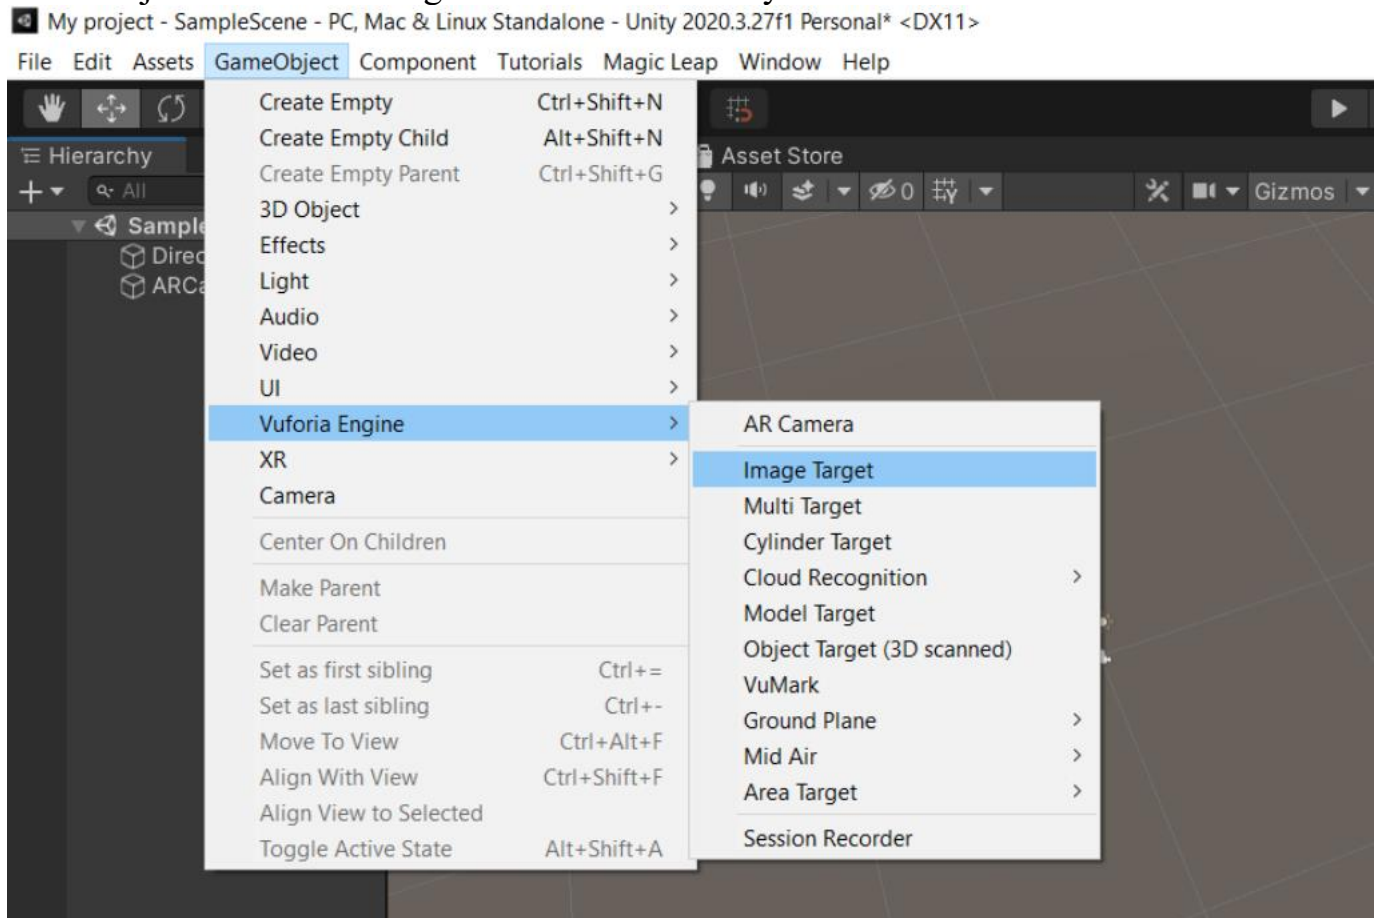 My project - SampleScene - PC, Mac & Linux Standalone - Unity 2020.3.27f1 Personal* <DX11>
File Edit Assets GameObject Component Tutorials Magic Leap Window Help
Hierarchy
Asset Store
All
0
Gizmos
Sample
Direc
ARCa
Create Empty Ctrl+Shift+N
Create Empty Child Alt+Shift+N
Create Empty Parent Ctrl+Shift+G
3D Object >
Effects >
Light >
Audio >
Video >
UI >
Vuforia Engine >
XR >
Camera
Center On Children
Make Parent
Clear Parent
Set as first sibling Ctrl+=
Set as last sibling Ctrl+-
Move To View Ctrl+Alt+F
Align With View Ctrl+Shift+F
Align View to Selected
Toggle Active State Alt+Shift+A
AR Camera
Image Target
Multi Target
Cylinder Target
Cloud Recognition >
Model Target
Object Target (3D scanned)
VuMark
Ground Plane >
Mid Air >
Area Target >
Session Recorder